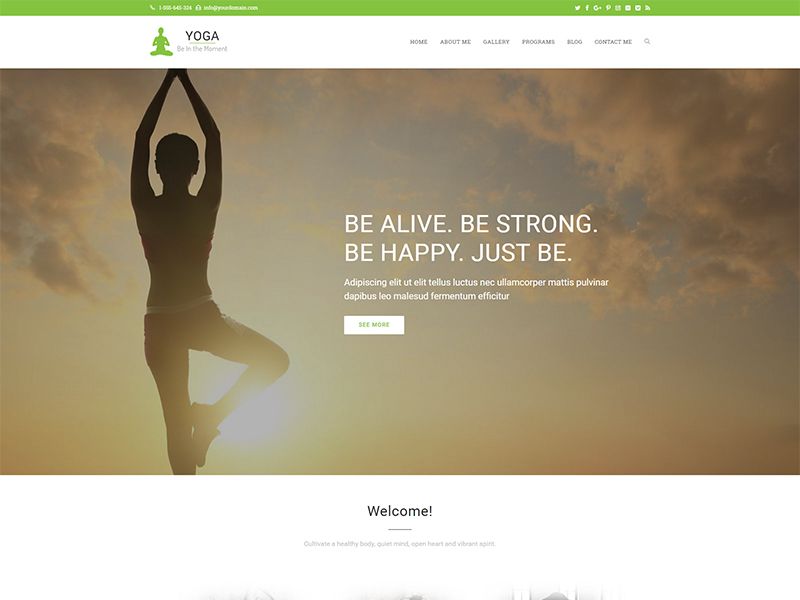 1-555-645-324 info@yourdomain.com
YOGA
Be In the Moment
HOME ABOUT ME GALLERY PROGRAMS BLOG CONTACT ME
BE ALIVE. BE STRONG.
BE HAPPY. JUST BE.
Adipiscing elit ut elit tellus luctus nec ullamcorper mattis pulvinar
dapibus leo malesud fermentum efficitur
SEE MORE
Welcome!
Cultivate a healthy body, quiet mind, open heart and vibrant spirit.